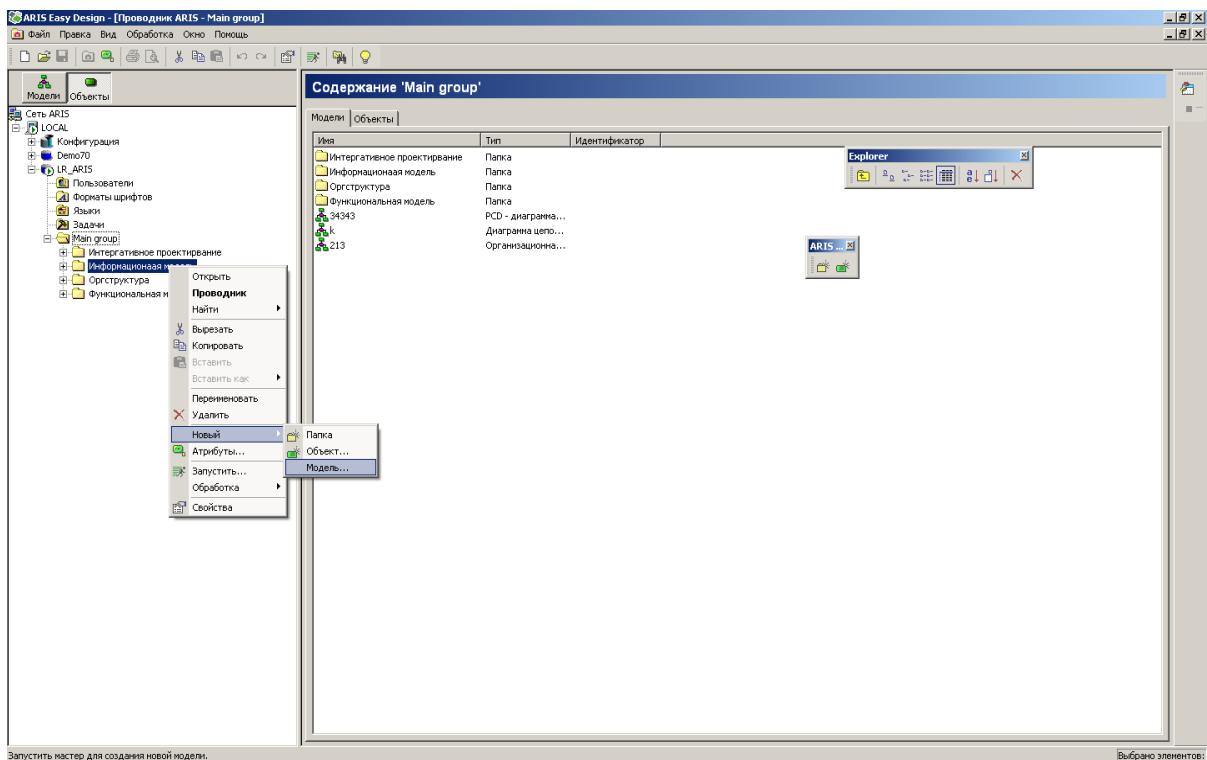 ARIS Easy Design - [Проводник ARIS - Main group]
Файл Правка Вид Обработка Окно Помощь
Модели Объекты
Сеть ARIS
LOCAL
Конфигурация
Demo70
LR_ARIS
Пользователи
Форматы шрифтов
Языки
Задачи
Main group
Интергативное проектирвание
Информационаая модель
Оргструктура
Функциональная м
Открыть
Проводник
Найти
Вырезать
Копировать
Вставить
Вставить как
Переименовать
Удалить
Новый
Атрибуты...
Запустить...
Обработка
Свойства
Папка
Объект...
Модель...
Содержание 'Main group'
Модели Объекты
Имя Тип Идентификатор
Интергативное проектирвание Папка
Информационаая модель Папка
Оргструктура Папка
Функциональная модель Папка
34343 PCD - диаграмма...
k Диаграмма цепо...
213 Организационна...
Explorer
ARIS ...
Запустить мастер для создания новой модели.
Выбрано элементов: